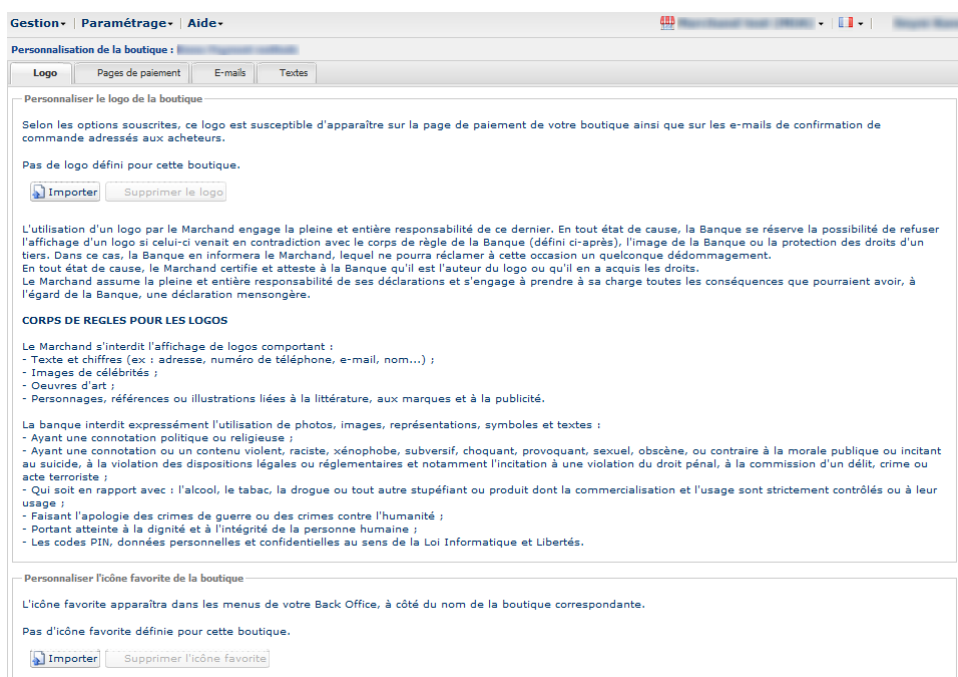 Gestion Paramétrage Aide
Personnalisation de la boutique :
Logo Pages de paiement E-mails Textes
Personnaliser le logo de la boutique
Selon les options souscrites, ce logo est susceptible d'apparaître sur la page de paiement de votre boutique ainsi que sur les e-mails de confirmation de
commande adressés aux acheteurs.
Pas de logo défini pour cette boutique.
Importer Supprimer le logo
L'utilisation d'un logo par le Marchand engage la pleine et entière responsabilité de ce dernier. En tout état de cause, la Banque se réserve la possibilité de refuser
l'affichage d'un logo si celui-ci venait en contradiction avec le corps de règle de la Banque (défini ci-après), l'image de la Banque ou la protection des droits d'un
tiers. Dans ce cas, la Banque en informera le Marchand, lequel ne pourra réclamer à cette occasion un quelconque dédommagement.
En tout état de cause, le Marchand certifie et atteste à la Banque qu'il est l'auteur du logo ou qu'il en a acquis les droits.
Le Marchand assume la pleine et entière responsabilité de ses déclarations et s'engage à prendre à sa charge toutes les conséquences que pourraient avoir, à
l'égard de la Banque, une déclaration mensongère.
CORPS DE REGLES POUR LES LOGOS
Le Marchand s'interdit l'affichage de logos comportant :
- Texte et chiffres (ex : adresse, numéro de téléphone, e-mail, nom...) ;
- Images de célébrités ;
- Oeuvres d'art ;
- Personnages, références ou illustrations liées à la littérature, aux marques et à la publicité.
La banque interdit expressément l'utilisation de photos, images, représentations, symboles et textes :
- Ayant une connotation politique ou religieuse ;
- Ayant une connotation ou un contenu violent, raciste, xénophobe, subversif, choquant, provoquant, sexuel, obscène, ou contraire à la morale publique ou incitant
au suicide, à la violation des dispositions légales ou réglementaires et notamment l'incitation à une violation du droit pénal, à la commission d'un délit, crime ou
acte terroriste ;
- Qui soit en rapport avec : l'alcool, le tabac, la drogue ou tout autre stupéfiant ou produit dont la commercialisation et l'usage sont strictement contrôlés ou à leur
usage ;
- Faisant l'apologie des crimes de guerre ou des crimes contre l'humanité ;
- Portant atteinte à la dignité et à l'intégrité de la personne humaine ;
- Les codes PIN, données personnelles et confidentielles au sens de la Loi Informatique et Libertés.
Personnaliser l'icône favorite de la boutique
L'icône favorite apparaîtra dans les menus de votre Back Office, à côté du nom de la boutique correspondante.
Pas d'icône favorite définie pour cette boutique.
Importer Supprimer l'icône favorite